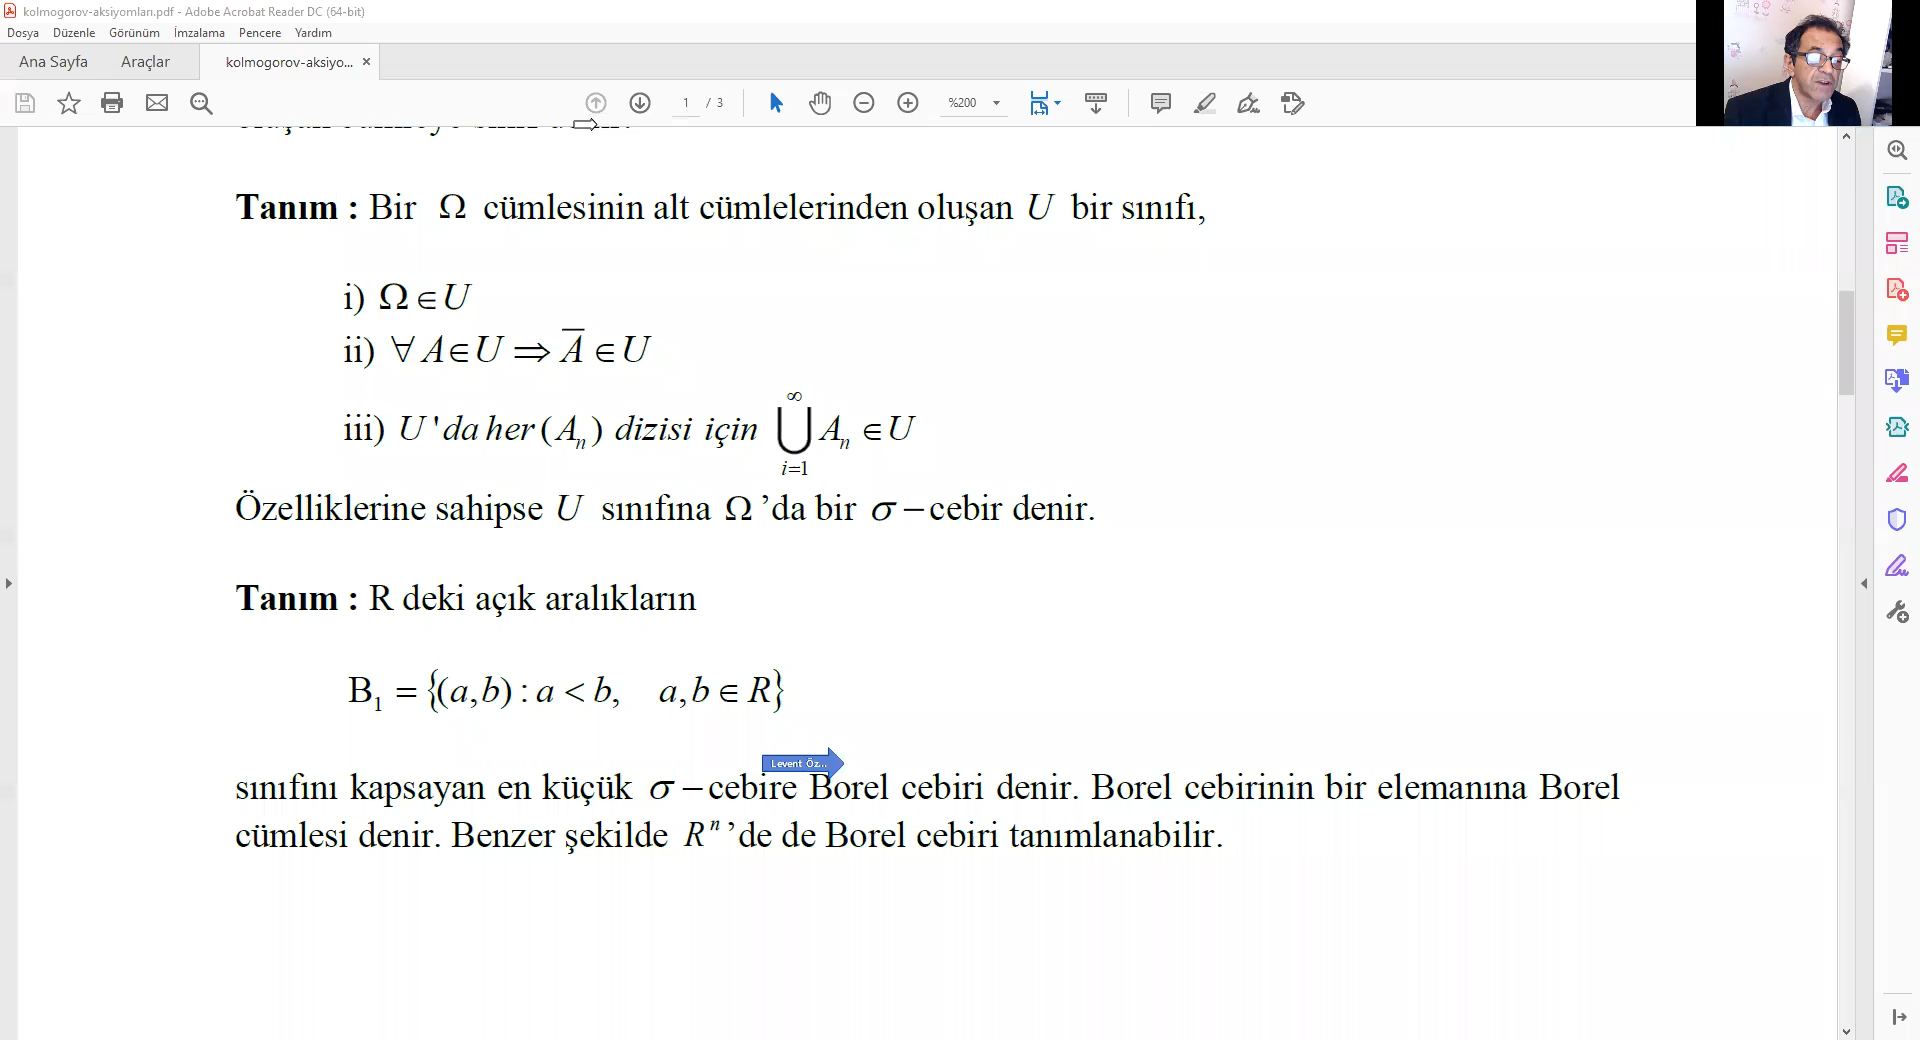 kolmogorov-aksiyomları.pdf - Adobe Acrobat Reader DC (64-bit)
Dosya Düzenle Görünüm İmzalama Pencere Yardım
Ana Sayfa Araçlar kolmogorov-aksiyo... ×
1 / 3 %200
Tanım : Bir Ω cümlesinin alt cümlelerinden oluşan U bir sınıfı,
i) Ω ∈ U
ii) ∀ A ∈ U ⇒ A̅ ∈ U
iii) U 'da her (Aₙ) dizisi için ⋃_{i=1}^{∞} Aₙ ∈ U
Özelliklerine sahipse U sınıfına Ω ’da bir σ – cebir denir.
Tanım : R deki açık aralıkların
B₁ = {(a,b) : a < b, a,b ∈ R}
Levent Öz...
sınıfını kapsayan en küçük σ – cebire Borel cebiri denir. Borel cebirinin bir elemanına Borel
cümlesi denir. Benzer şekilde Rⁿ ’de de Borel cebiri tanımlanabilir.